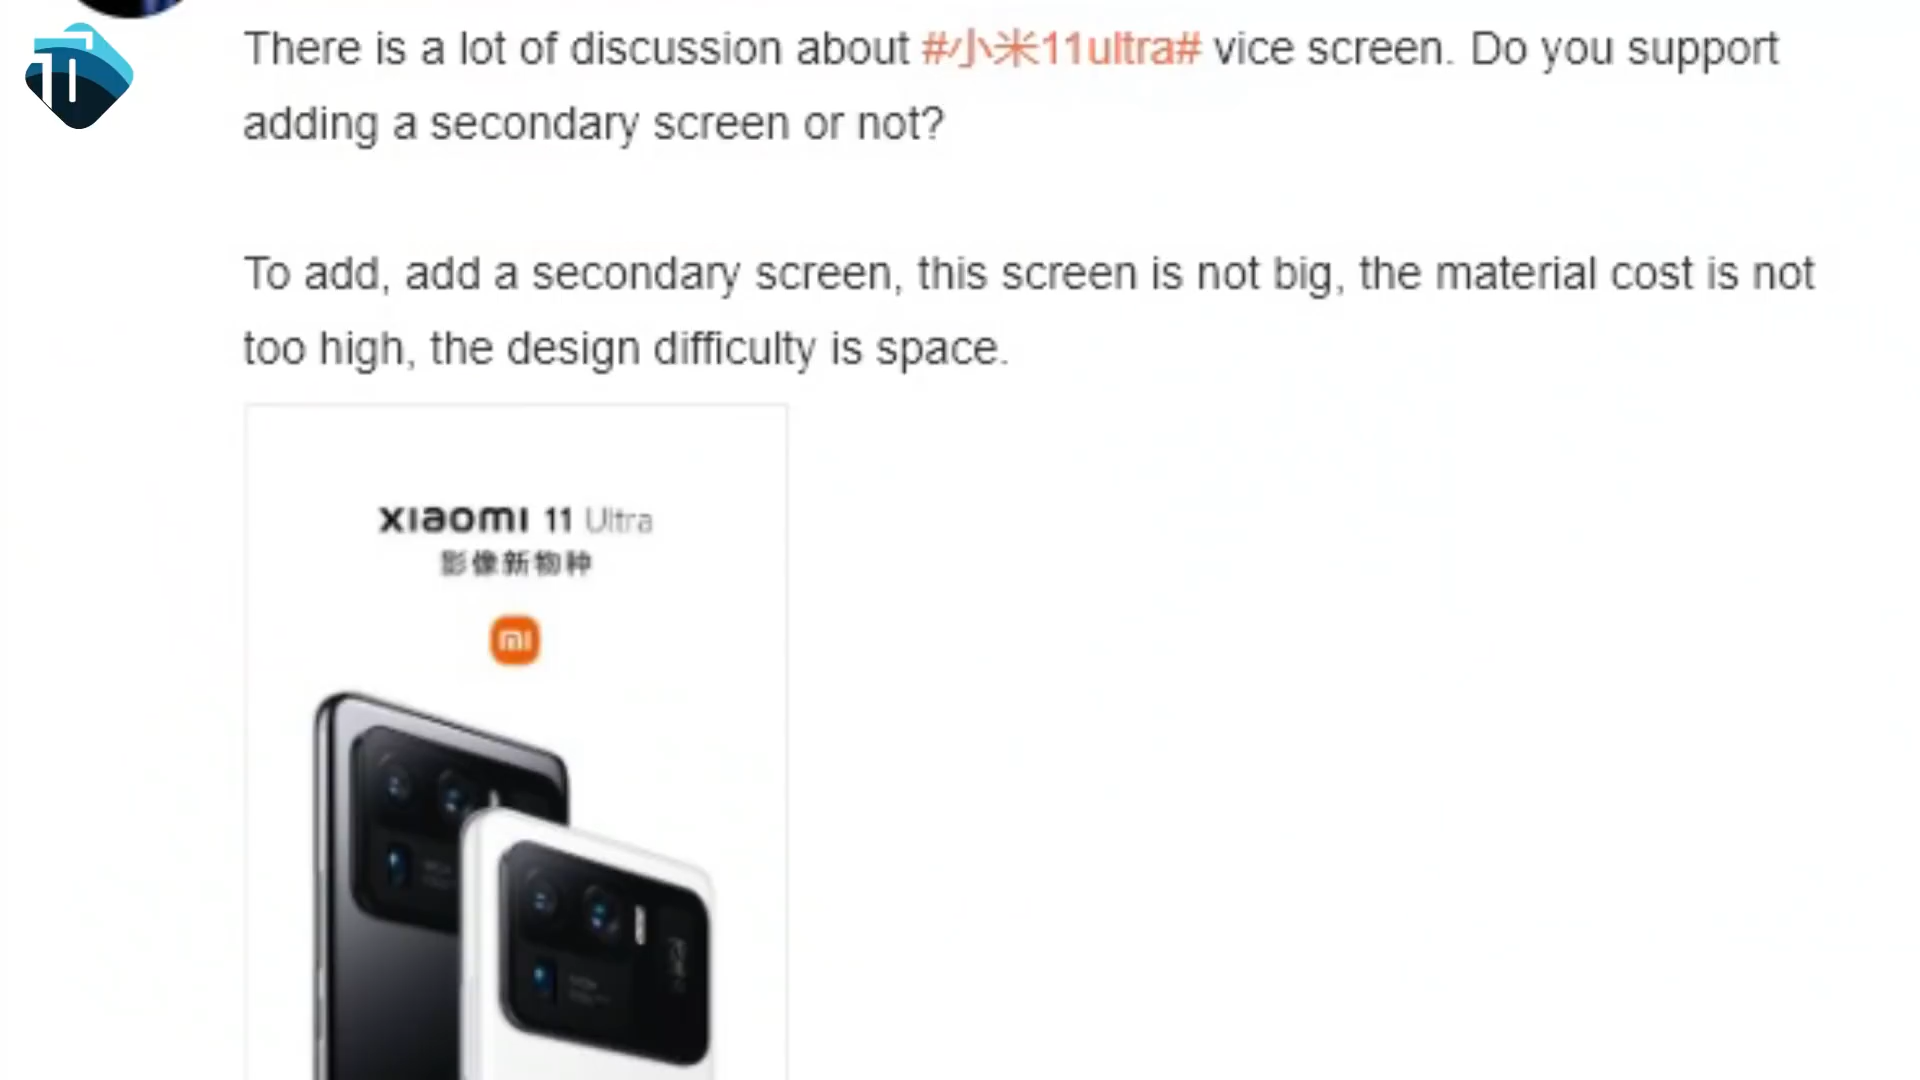 There is a lot of discussion about #小米11ultra# vice screen. Do you support
adding a secondary screen or not?
To add, add a secondary screen, this screen is not big, the material cost is not
too high, the design difficulty is space.
xiaomi 11 Ultra
影像新物种
mi